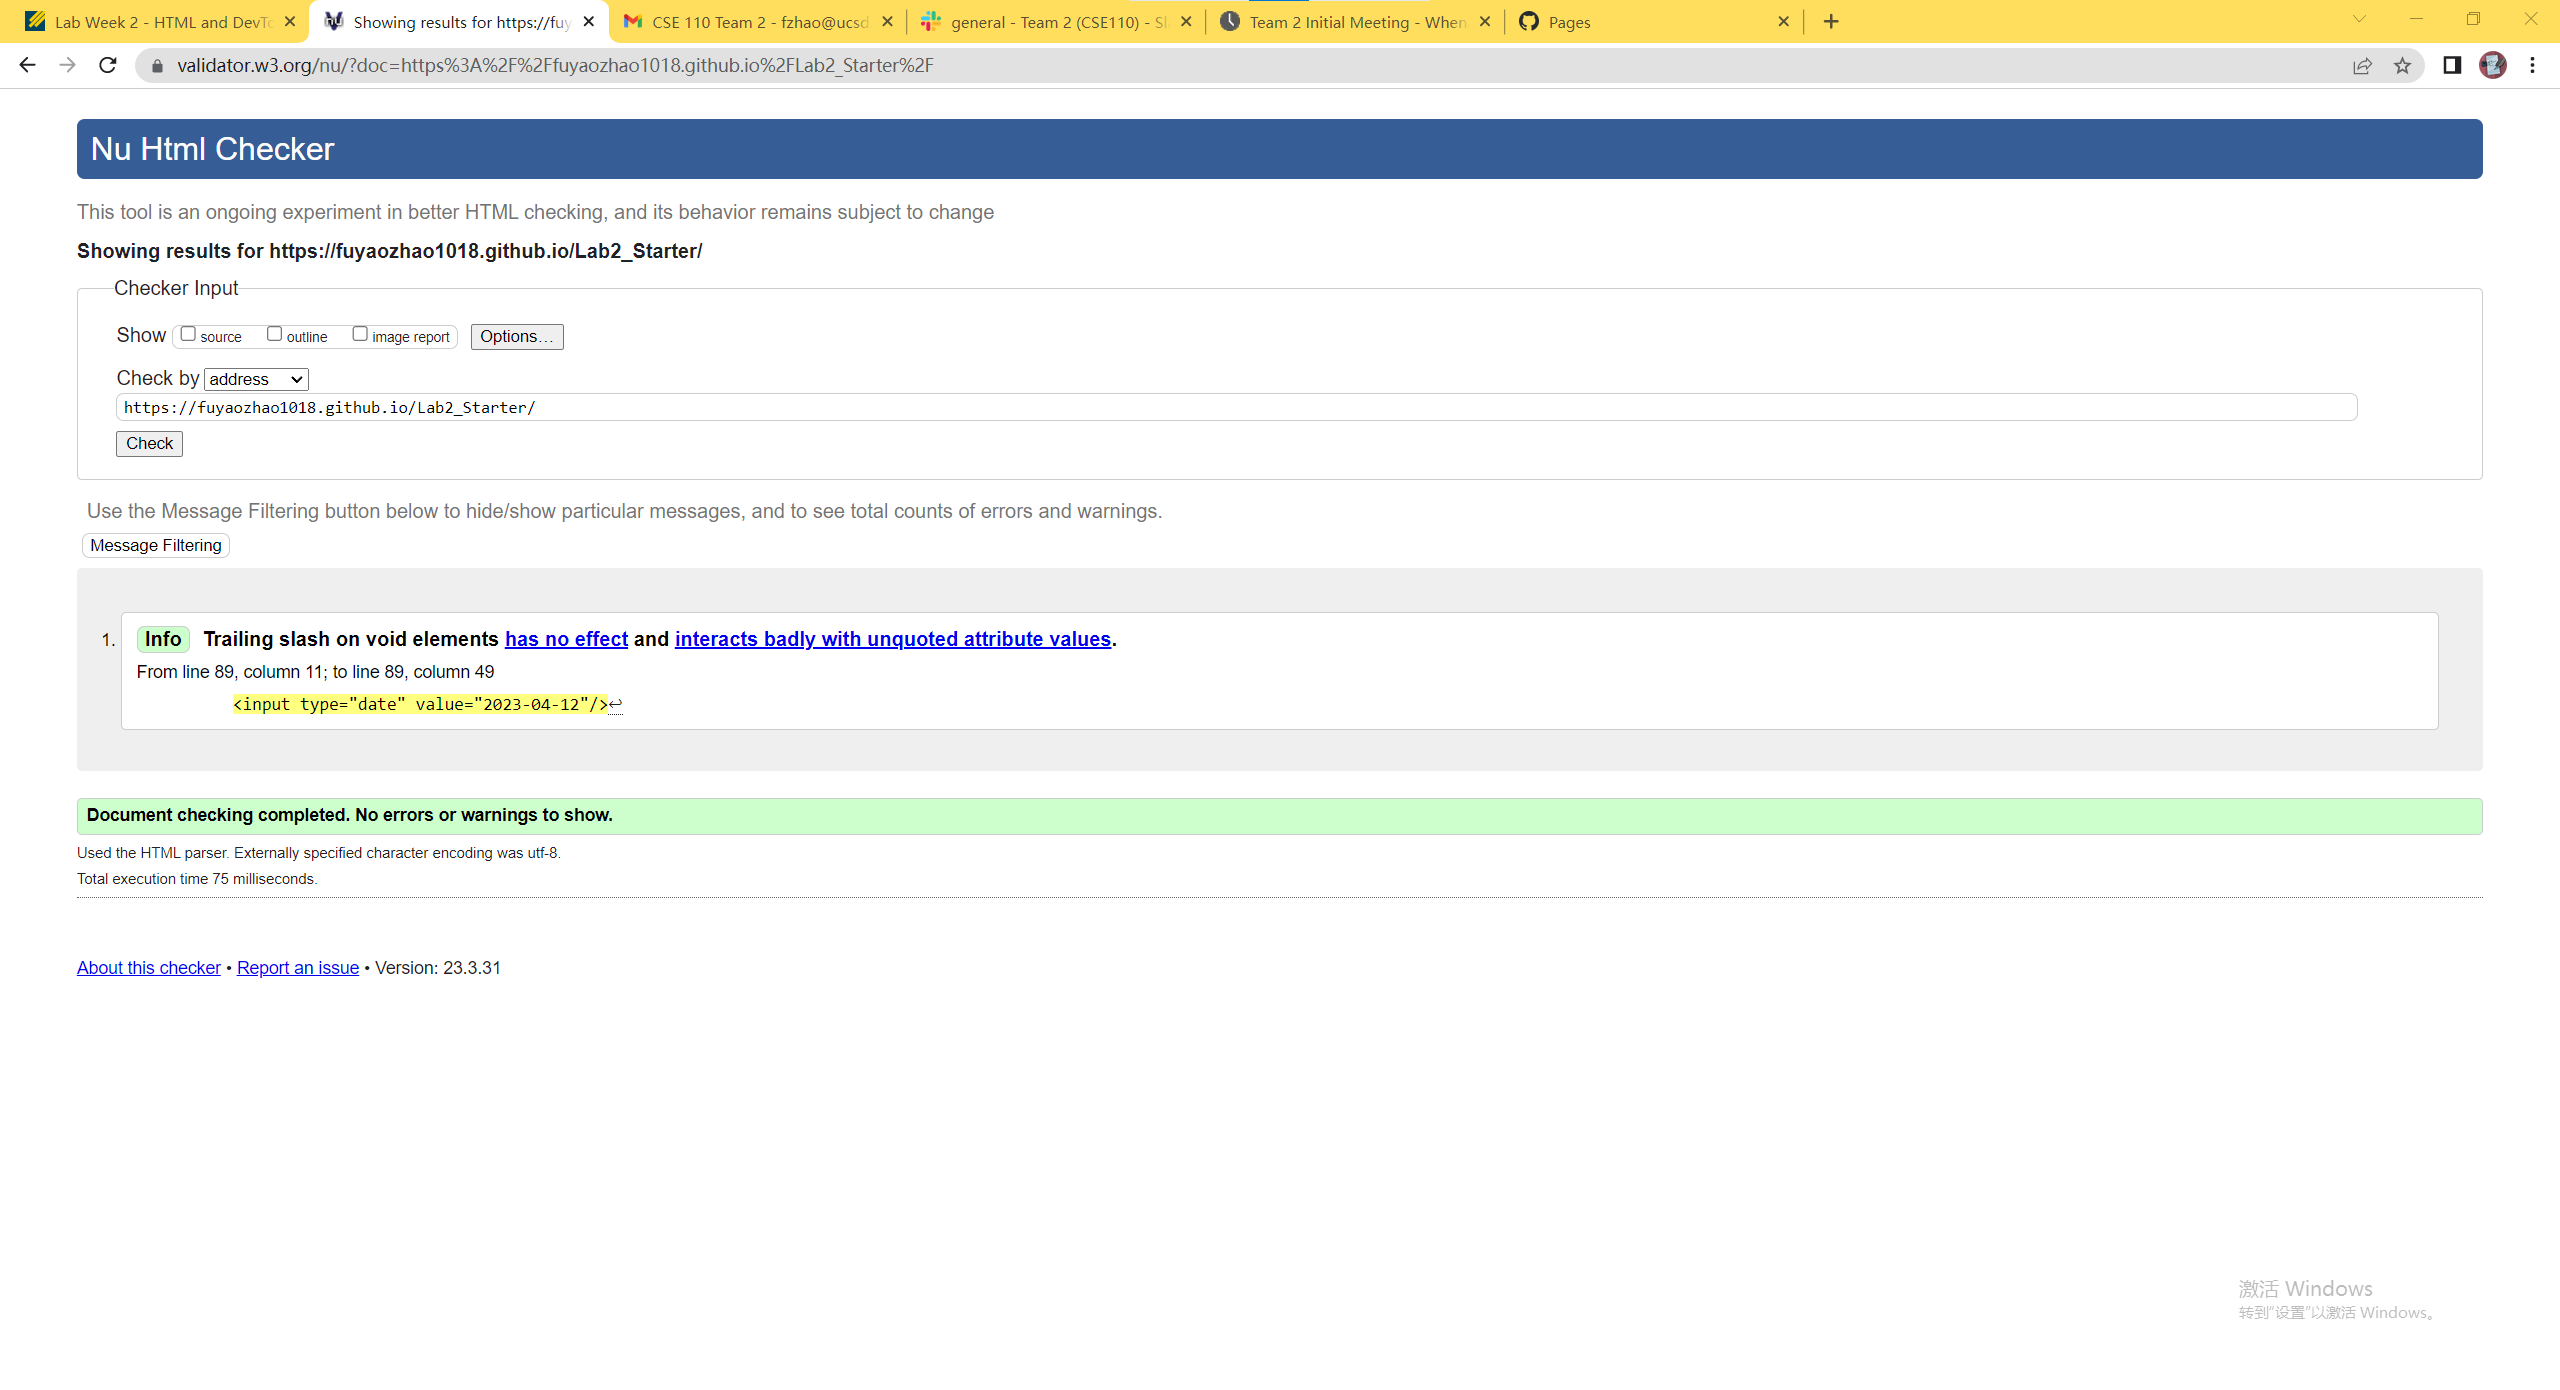 Lab Week 2 - HTML and DevTo
Showing results for https://fuy
CSE 110 Team 2 - fzhao@ucsd
general - Team 2 (CSE110) - Sl
Team 2 Initial Meeting - When
Pages
validator.w3.org/nu/?doc=https%3A%2F%2Ffuyaozhao1018.github.io%2FLab2_Starter%2F
Nu Html Checker
This tool is an ongoing experiment in better HTML checking, and its behavior remains subject to change
Showing results for https://fuyaozhao1018.github.io/Lab2_Starter/
Checker Input
Show source outline image report Options…
Check by address
https://fuyaozhao1018.github.io/Lab2_Starter/
Check
Use the Message Filtering button below to hide/show particular messages, and to see total counts of errors and warnings.
Message Filtering
1. Info Trailing slash on void elements has no effect and interacts badly with unquoted attribute values.
From line 89, column 11; to line 89, column 49
<input type="date" value="2023-04-12"/>↩
Document checking completed. No errors or warnings to show.
Used the HTML parser. Externally specified character encoding was utf-8.
Total execution time 75 milliseconds.
About this checker • Report an issue • Version: 23.3.31
激活 Windows
转到"设置"以激活 Windows。